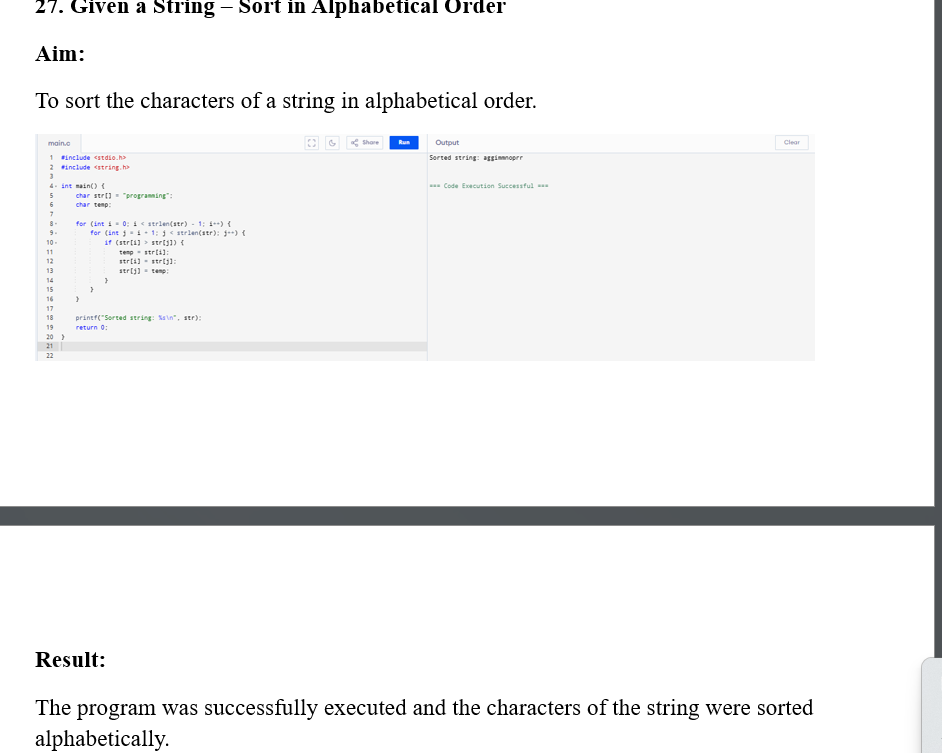 27. Given a String – Sort in Alphabetical Order
Aim:
To sort the characters of a string in alphabetical order.
main.c
Share
Run
1 #include <stdio.h>
2 #include <string.h>
3
4 int main() {
5 char str[] = "programming";
6 char temp;
7
8 for (int i = 0; i < strlen(str) - 1; i++) {
9 for (int j = i + 1; j < strlen(str); j++) {
10 if (str[i] > str[j]) {
11 temp = str[i];
12 str[i] = str[j];
13 str[j] = temp;
14 }
15 }
16 }
17
18 printf("Sorted string: %s\n", str);
19 return 0;
20 }
21
22
Output
Clear
Sorted string: aggimmnoprr
=== Code Execution Successful ===
Result:
The program was successfully executed and the characters of the string were sorted
alphabetically.